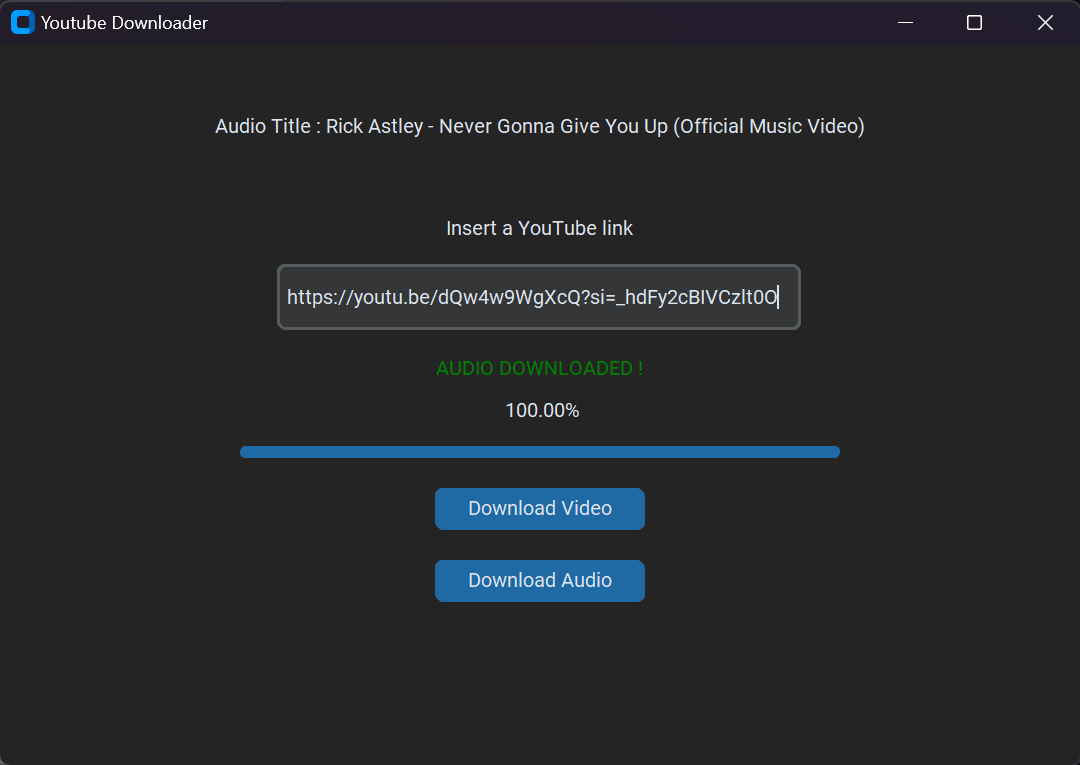 Youtube Downloader
Audio Title : Rick Astley - Never Gonna Give You Up (Official Music Video)
Insert a YouTube link
https://youtu.be/dQw4w9WgXcQ?si=_hdFy2cBIVCzlt0O
AUDIO DOWNLOADED !
100.00%
Download Video
Download Audio